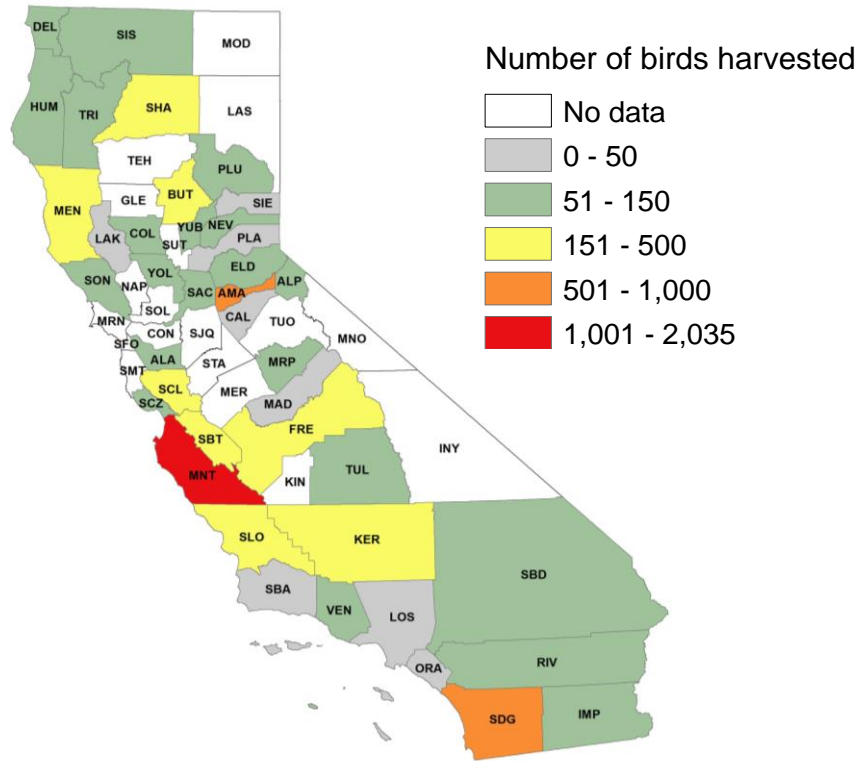 Number of birds harvested
No data
0 - 50
51 - 150
151 - 500
501 - 1,000
1,001 - 2,035
DEL
SIS
MOD
HUM
TRI
SHA
LAS
TEH
PLU
MEN
GLE
BUT
SIE
LAK
COL
SUT
YUB
NEV
PLA
SON
NAP
YOL
SAC
ELD
AMA
ALP
SOL
CAL
MRN
CON
SJQ
TUO
MNO
SFO
ALA
STA
MRP
SMT
SCL
MER
SCZ
MAD
SBT
FRE
MNT
KIN
TUL
INY
SLO
KER
SBA
VEN
LOS
SBD
ORA
RIV
SDG
IMP